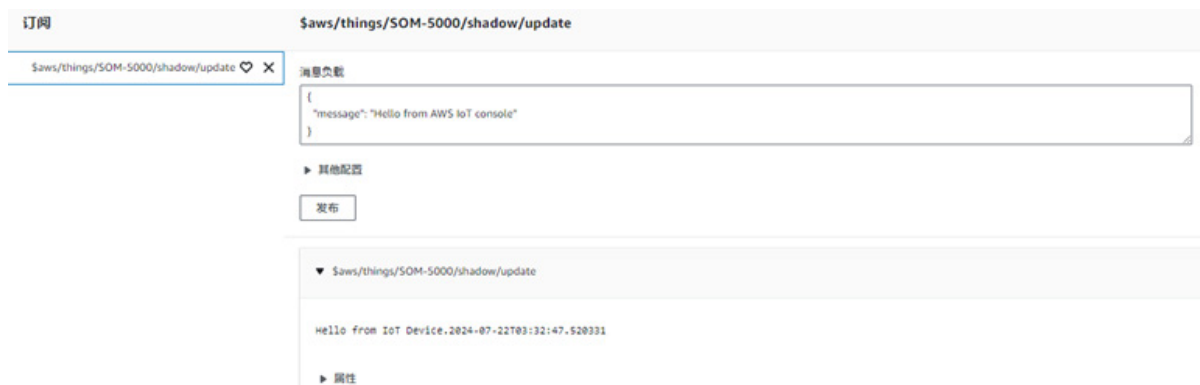 订阅
$aws/things/SOM-5000/shadow/update
$aws/things/SOM-5000/shadow/update
消息负载
{
"message": "Hello from AWS IoT console"
}
其他配置
发布
$aws/things/SOM-5000/shadow/update
Hello from IoT Device.2024-07-22T03:32:47.520331
属性